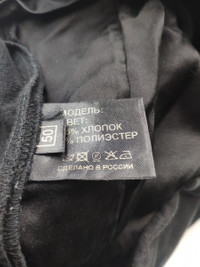 МОДЕЛЬ:
ВЕТ:
% ХЛОПОК
% ПОЛИЭСТЕР
СДЕЛАНО В РОССИИ
50